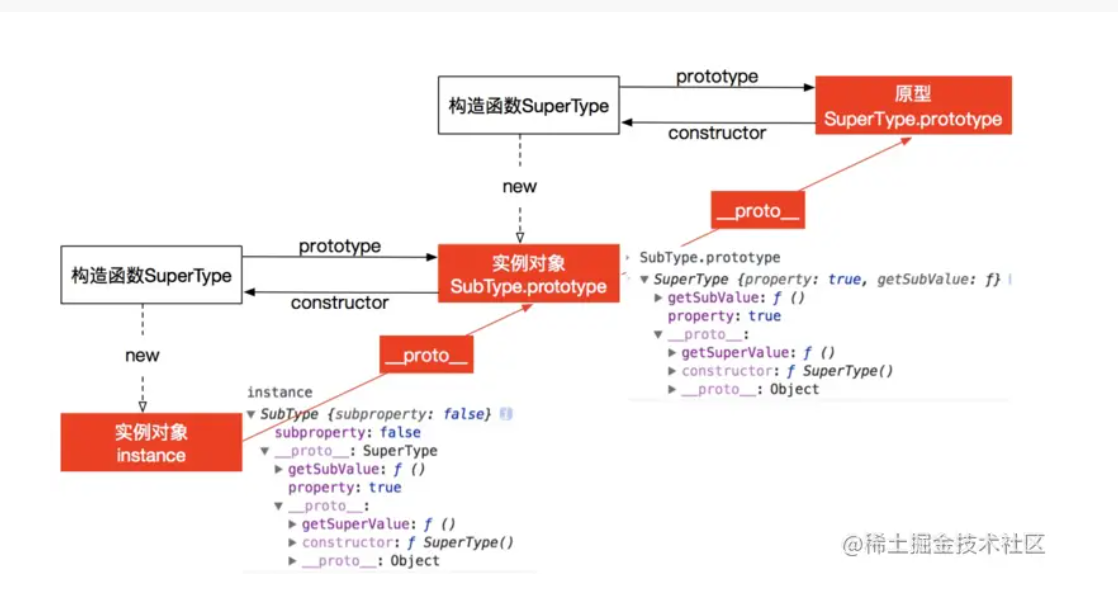 prototype
构造函数SuperType
原型
SuperType.prototype
constructor
new
__proto__
prototype
构造函数SuperType
实例对象
SubType.prototype
constructor
SubType.prototype
SuperType {property: true, getSubValue: ƒ}
getSubValue: ƒ ()
property: true
__proto__:
getSuperValue: ƒ ()
constructor: ƒ SuperType()
__proto__: Object
new
__proto__
实例对象
instance
instance
SubType {subproperty: false}
subproperty: false
__proto__: SuperType
getSubValue: ƒ ()
property: true
__proto__:
getSuperValue: ƒ ()
constructor: ƒ SuperType()
__proto__: Object
@稀土掘金技术社区